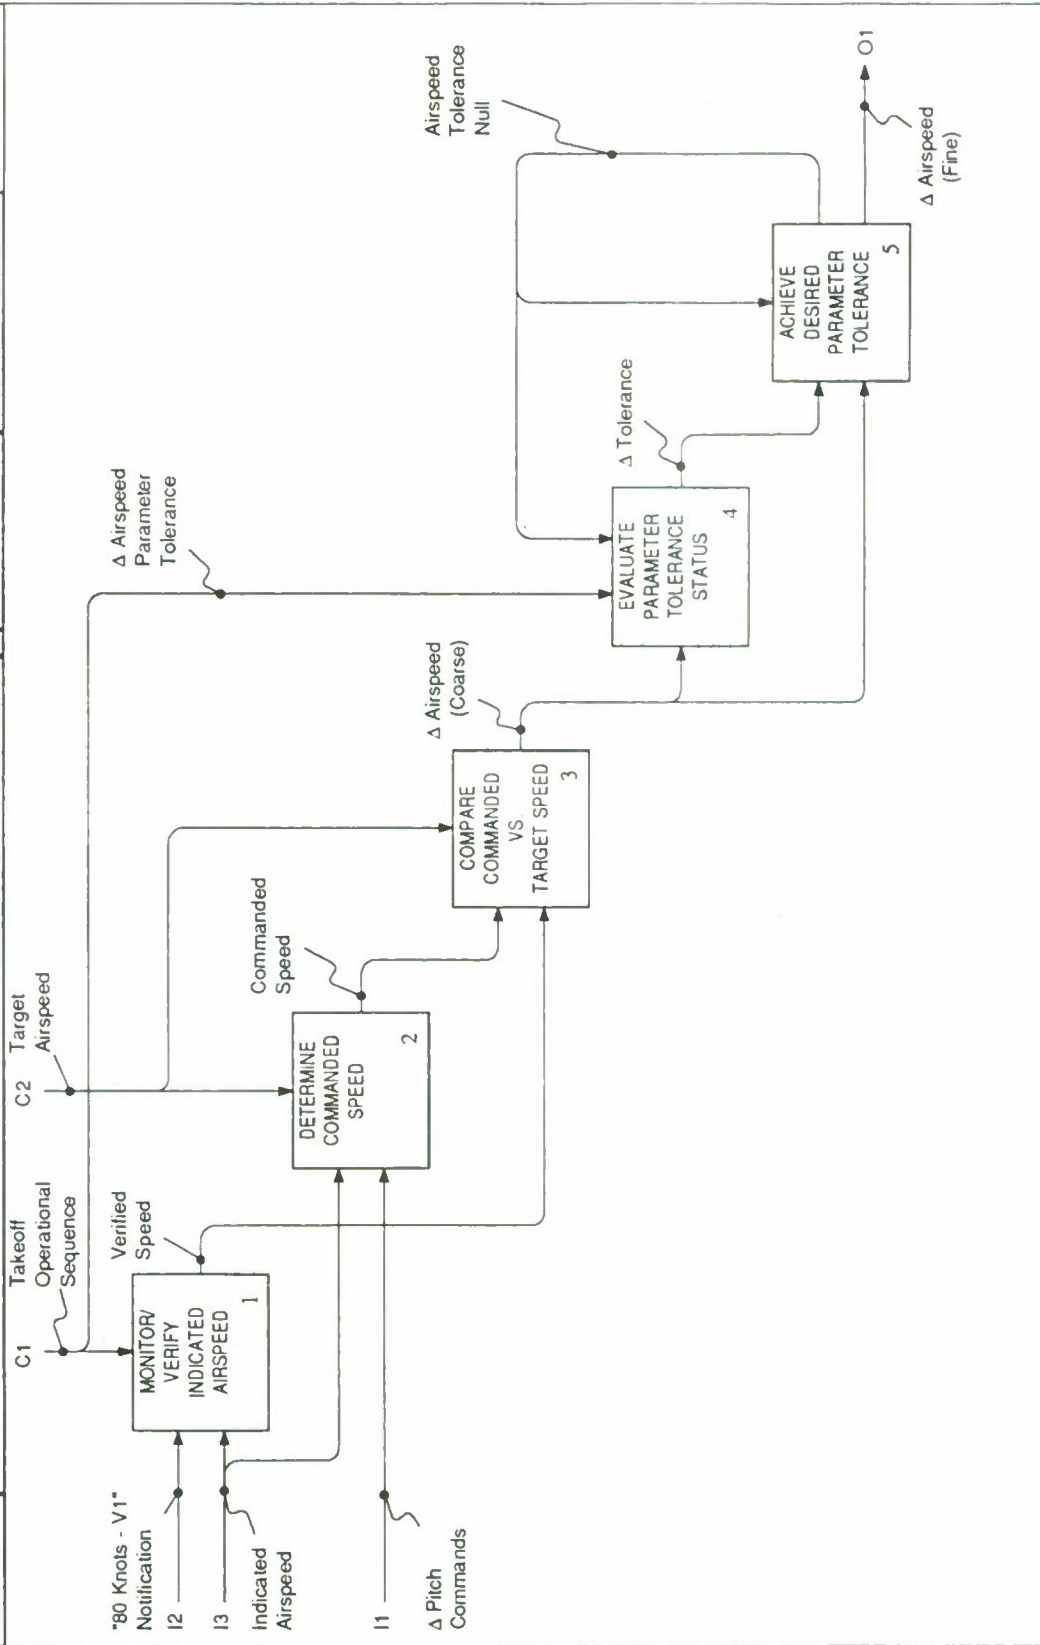 C1
Takeoff
Operational
Sequence
C2
Target
Airspeed
"80 Knots - V1"
Notification
I2
I3
Indicated
Airspeed
I1
Δ Pitch
Commands
MONITOR/
VERIFY
INDICATED
AIRSPEED
1
Verified
Speed
DETERMINE
COMMANDED
SPEED
2
Commanded
Speed
COMPARE
COMMANDED
VS.
TARGET SPEED
3
Δ Airspeed
(Coarse)
Δ Airspeed
Parameter
Tolerance
EVALUATE
PARAMETER
TOLERANCE
STATUS
4
Δ Tolerance
Airspeed
Tolerance
Null
ACHIEVE
DESIRED
PARAMETER
TOLERANCE
5
O1
Δ Airspeed
(Fine)